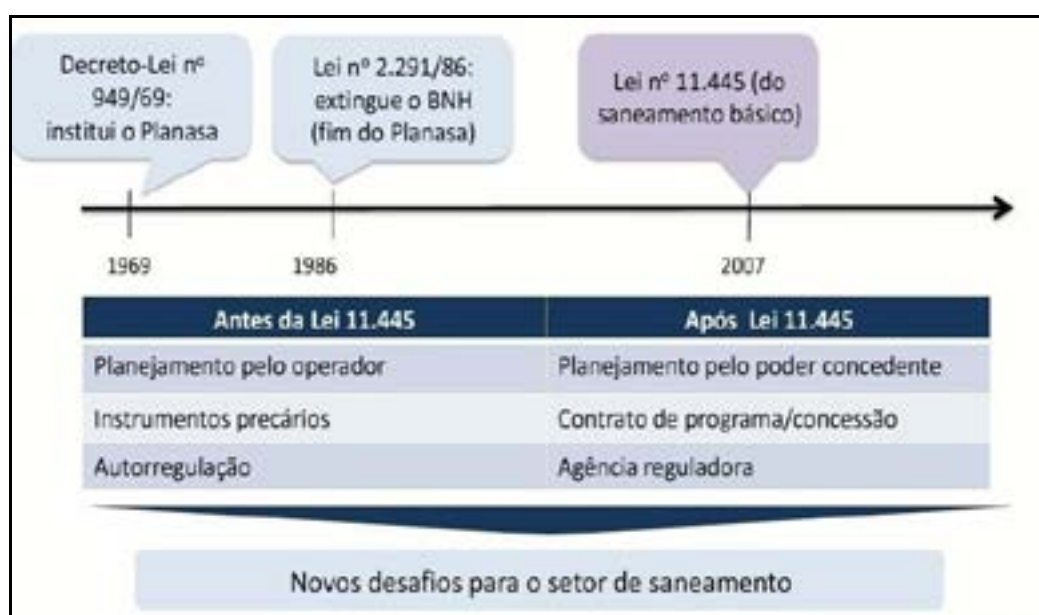 Decreto-Lei nº
949/69:
institui o Planasa
Lei nº 2.291/86:
extingue o BNH
(fim do Planasa)
Lei nº 11.445 (do
saneamento básico)
1969
1986
2007
Antes da Lei 11.445
Após Lei 11.445
Planejamento pelo operador
Planejamento pelo poder concedente
Instrumentos precários
Contrato de programa/concessão
Autorregulação
Agência reguladora
Novos desafios para o setor de saneamento